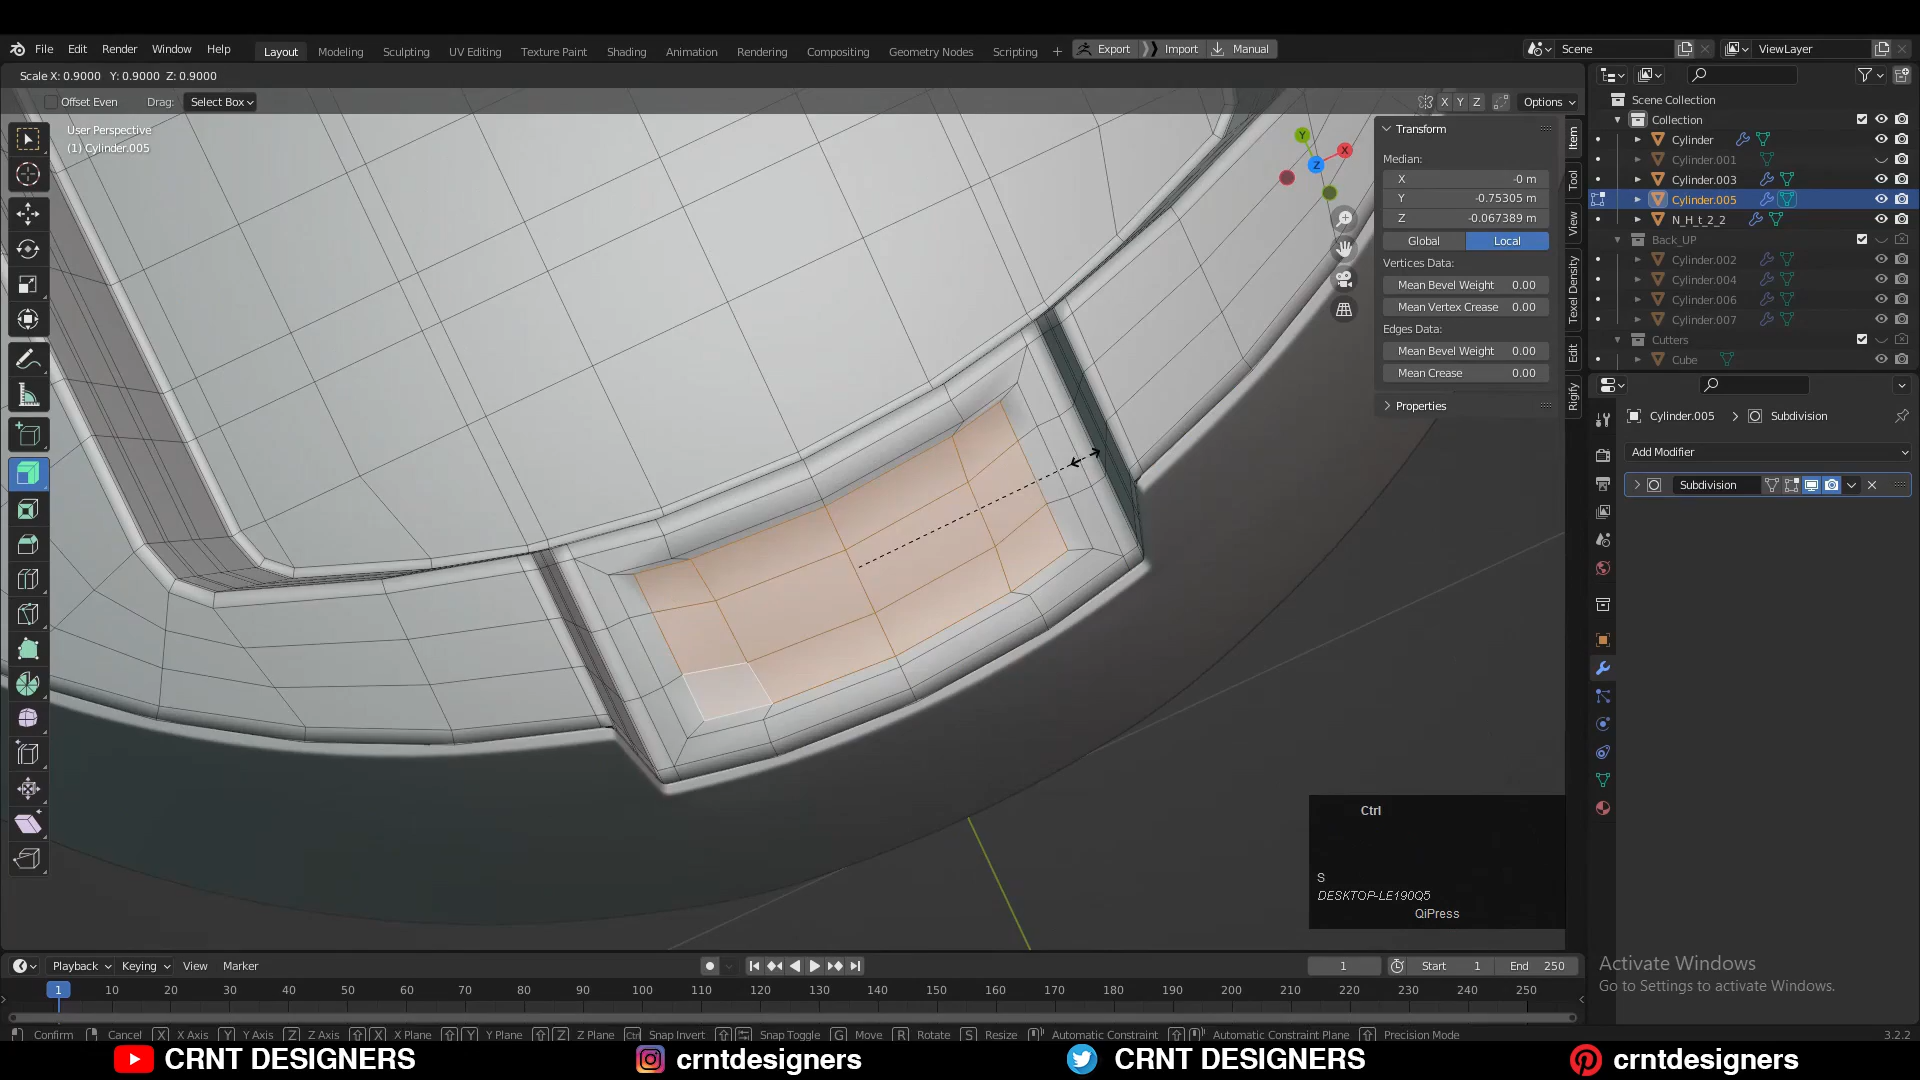 File Edit Render Window Help
Layout Modeling Sculpting UV Editing Texture Paint Shading Animation Rendering Compositing Geometry Nodes Scripting +
Export Import Manual
Scene ViewLayer
Scale X: 0.9000 Y: 0.9000 Z: 0.9000
Offset Even Drag: Select Box
X Y Z Options
User Perspective
(1) Cylinder.005
Y X Z
Transform
Median:
X -0 m
Y -0.75305 m
Z -0.067389 m
Global Local
Vertices Data:
Mean Bevel Weight 0.00
Mean Vertex Crease 0.00
Edges Data:
Mean Bevel Weight 0.00
Mean Crease 0.00
Properties
Item
Tool
View
Texel Density
Edit
Rigify
Scene Collection
Collection
Cylinder
Cylinder.001
Cylinder.003
Cylinder.005
N_H_t_2_2
Back_UP
Cylinder.002
Cylinder.004
Cylinder.006
Cylinder.007
Cutters
Cube
Cylinder.005 > Subdivision
Add Modifier
Subdivision
Ctrl
S
DESKTOP-LE190Q5
QiPress
Playback Keying View Marker
1 Start 1 End 250
1 10 20 30 40 50 60 70 80 90 100 110 120 130 140 150 160 170 180 190 200 210 220 230 240 250
Activate Windows
Go to Settings to activate Windows.
Confirm Cancel X X Axis Y Y Axis Z Z Axis X X Plane Y Y Plane Z Z Plane Snap Invert Snap Toggle G Move R Rotate S Resize Automatic Constraint Automatic Constraint Plane Precision Mode
3.2.2
CRNT DESIGNERS crntdesigners CRNT DESIGNERS crntdesigners